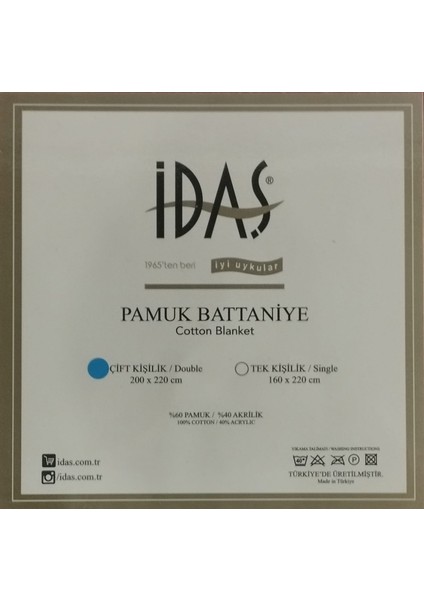 İDAŞ®
1965'ten beri iyi uykular
PAMUK BATTANİYE
Cotton Blanket
ÇİFT KİŞİLİK / Double
200 x 220 cm
TEK KİŞİLİK / Single
160 x 220 cm
%60 PAMUK / %40 AKRİLİK
100% COTTON / 40% ACRYLIC
idas.com.tr
/idas.com.tr
YIKAMA TALİMATI / WASHING INSTRUCTIONS
40°
P
TÜRKİYE'DE ÜRETİLMİŞTİR.
Made in Türkiye